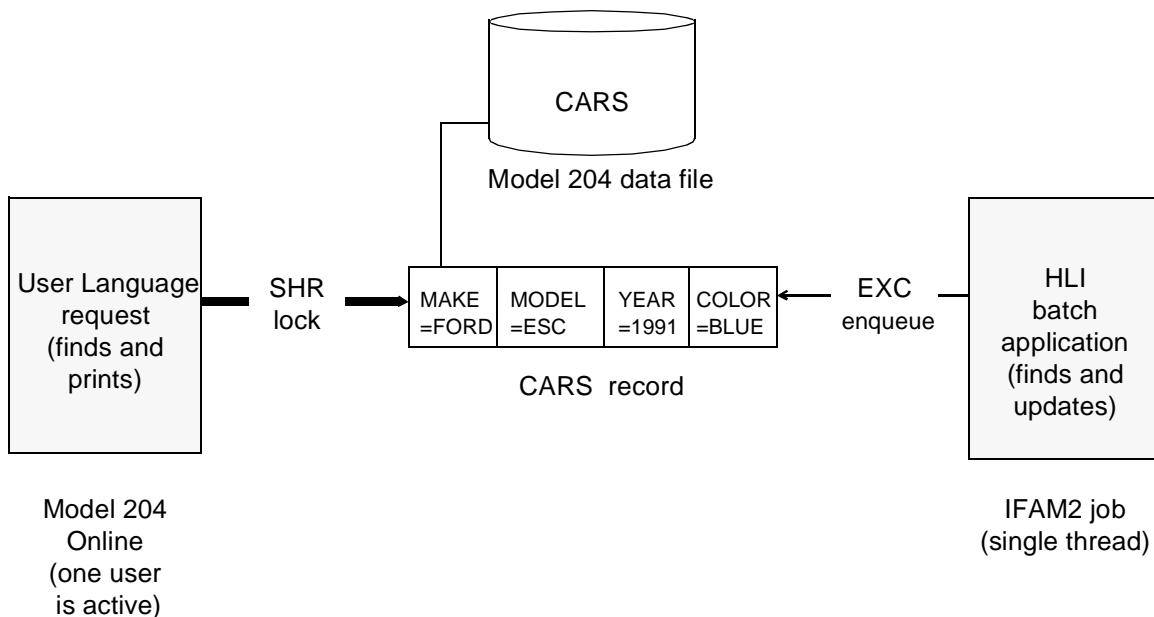 CARS
Model 204 data file
User Language
request
(finds and
prints)
SHR
lock
MAKE
=FORD
MODEL
=ESC
YEAR
=1991
COLOR
=BLUE
EXC
enqueue
HLI
batch
application
(finds and
updates)
CARS record
Model 204
Online
(one user
is active)
IFAM2 job
(single thread)